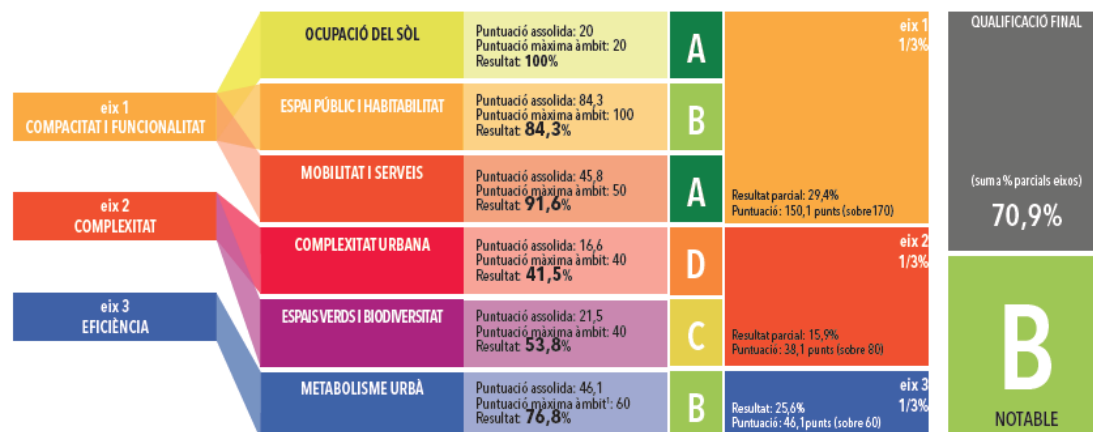 eix 1
COMPACITAT I FUNCIONALITAT
eix 2
COMPLEXITAT
eix 3
EFICIÈNCIA
OCUPACIÓ DEL SÒL
Puntuació assolida: 20
Puntuació màxima àmbit: 20
Resultat: 100%
A
ESPAI PÚBLIC I HABITABILITAT
Puntuació assolida: 84,3
Puntuació màxima àmbit: 100
Resultat: 84,3%
B
MOBILITAT I SERVEIS
Puntuació assolida: 45,8
Puntuació màxima àmbit: 50
Resultat: 91,6%
A
COMPLEXITAT URBANA
Puntuació assolida: 16,6
Puntuació màxima àmbit: 40
Resultat: 41,5%
D
ESPAIS VERDS I BIODIVERSITAT
Puntuació assolida: 21,5
Puntuació màxima àmbit: 40
Resultat: 53,8%
C
METABOLISME URBÀ
Puntuació assolida: 46,1
Puntuació màxima àmbit¹: 60
Resultat: 76,8%
B
eix 1
1/3%
Resultat parcial: 29,4%
Puntuació: 150,1 punts (sobre 170)
eix 2
1/3%
Resultat parcial: 15,9%
Puntuació: 38,1 punts (sobre 80)
eix 3
1/3%
Resultat: 25,6%
Puntuació: 46,1 punts (sobre 60)
QUALIFICACIÓ FINAL
(suma % parcials eixos)
70,9%
B
NOTABLE